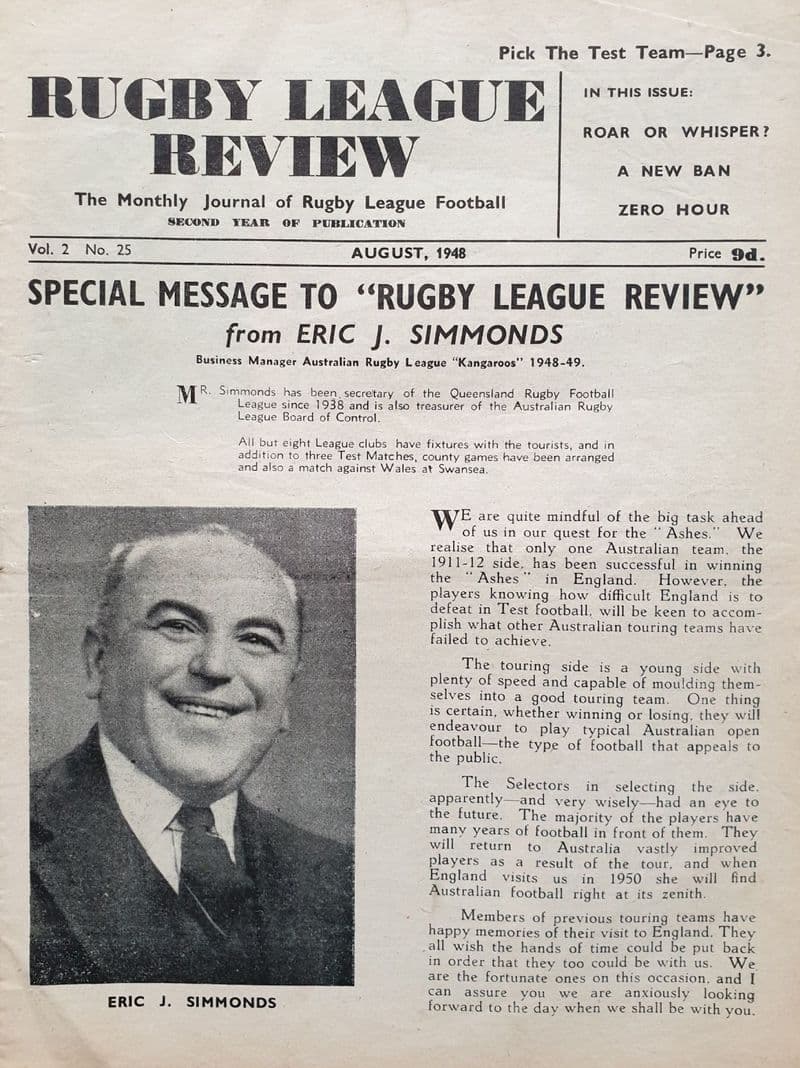 Pick The Test Team—Page 3.
RUGBY LEAGUE
REVIEW
The Monthly Journal of Rugby League Football
SECOND YEAR OF PUBLICATION
IN THIS ISSUE:
ROAR OR WHISPER?
A NEW BAN
ZERO HOUR
Vol. 2 No. 25 AUGUST, 1948 Price 9d.
SPECIAL MESSAGE TO “RUGBY LEAGUE REVIEW”
from ERIC J. SIMMONDS
Business Manager Australian Rugby League “Kangaroos” 1948-49.
MR. Simmonds has been secretary of the Queensland Rugby Football
League since 1938 and is also treasurer of the Australian Rugby
League Board of Control.
All but eight League clubs have fixtures with the tourists, and in
addition to three Test Matches, county games have been arranged
and also a match against Wales at Swansea.
ERIC J. SIMMONDS
WE are quite mindful of the big task ahead
of us in our quest for the “Ashes.” We
realise that only one Australian team, the
1911-12 side, has been successful in winning
the “Ashes” in England. However, the
players knowing how difficult England is to
defeat in Test football, will be keen to accom-
plish what other Australian touring teams have
failed to achieve.
The touring side is a young side with
plenty of speed and capable of moulding them-
selves into a good touring team. One thing
is certain, whether winning or losing, they will
endeavour to play typical Australian open
football—the type of football that appeals to
the public.
The Selectors in selecting the side,
apparently—and very wisely—had an eye to
the future. The majority of the players have
many years of football in front of them. They
will return to Australia vastly improved
players as a result of the tour, and when
England visits us in 1950 she will find
Australian football right at its zenith.
Members of previous touring teams have
happy memories of their visit to England. They
all wish the hands of time could be put back
in order that they too could be with us. We
are the fortunate ones on this occasion, and I
can assure you we are anxiously looking
forward to the day when we shall be with you.